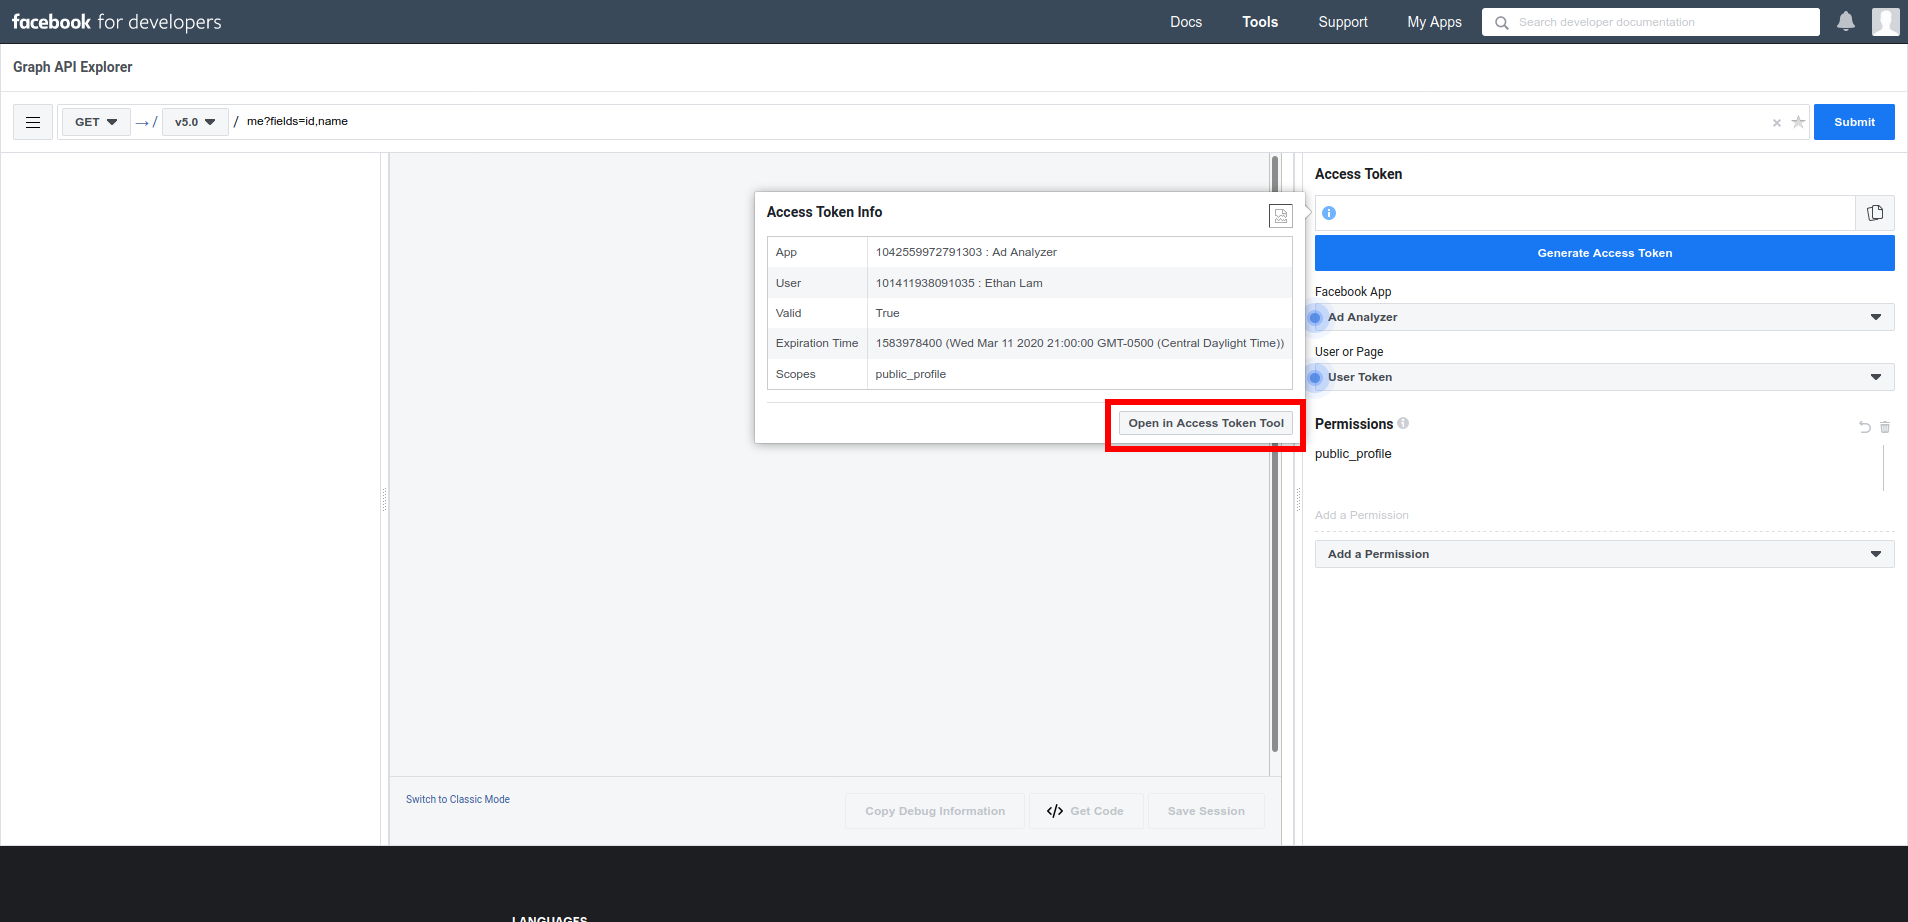 facebook for developers
Docs Tools Support My Apps Search developer documentation
Graph API Explorer
GET → / v5.0 / me?fields=id,name × Submit
Access Token
Access Token Info
App 1042559972791303 : Ad Analyzer
User 101411938091035 : Ethan Lam
Valid True
Expiration Time 1583978400 (Wed Mar 11 2020 21:00:00 GMT-0500 (Central Daylight Time))
Scopes public_profile
Open in Access Token Tool
Generate Access Token
Facebook App
Ad Analyzer
User or Page
User Token
Permissions
public_profile
Add a Permission
Add a Permission
Switch to Classic Mode
Copy Debug Information </> Get Code Save Session
LANGUAGES